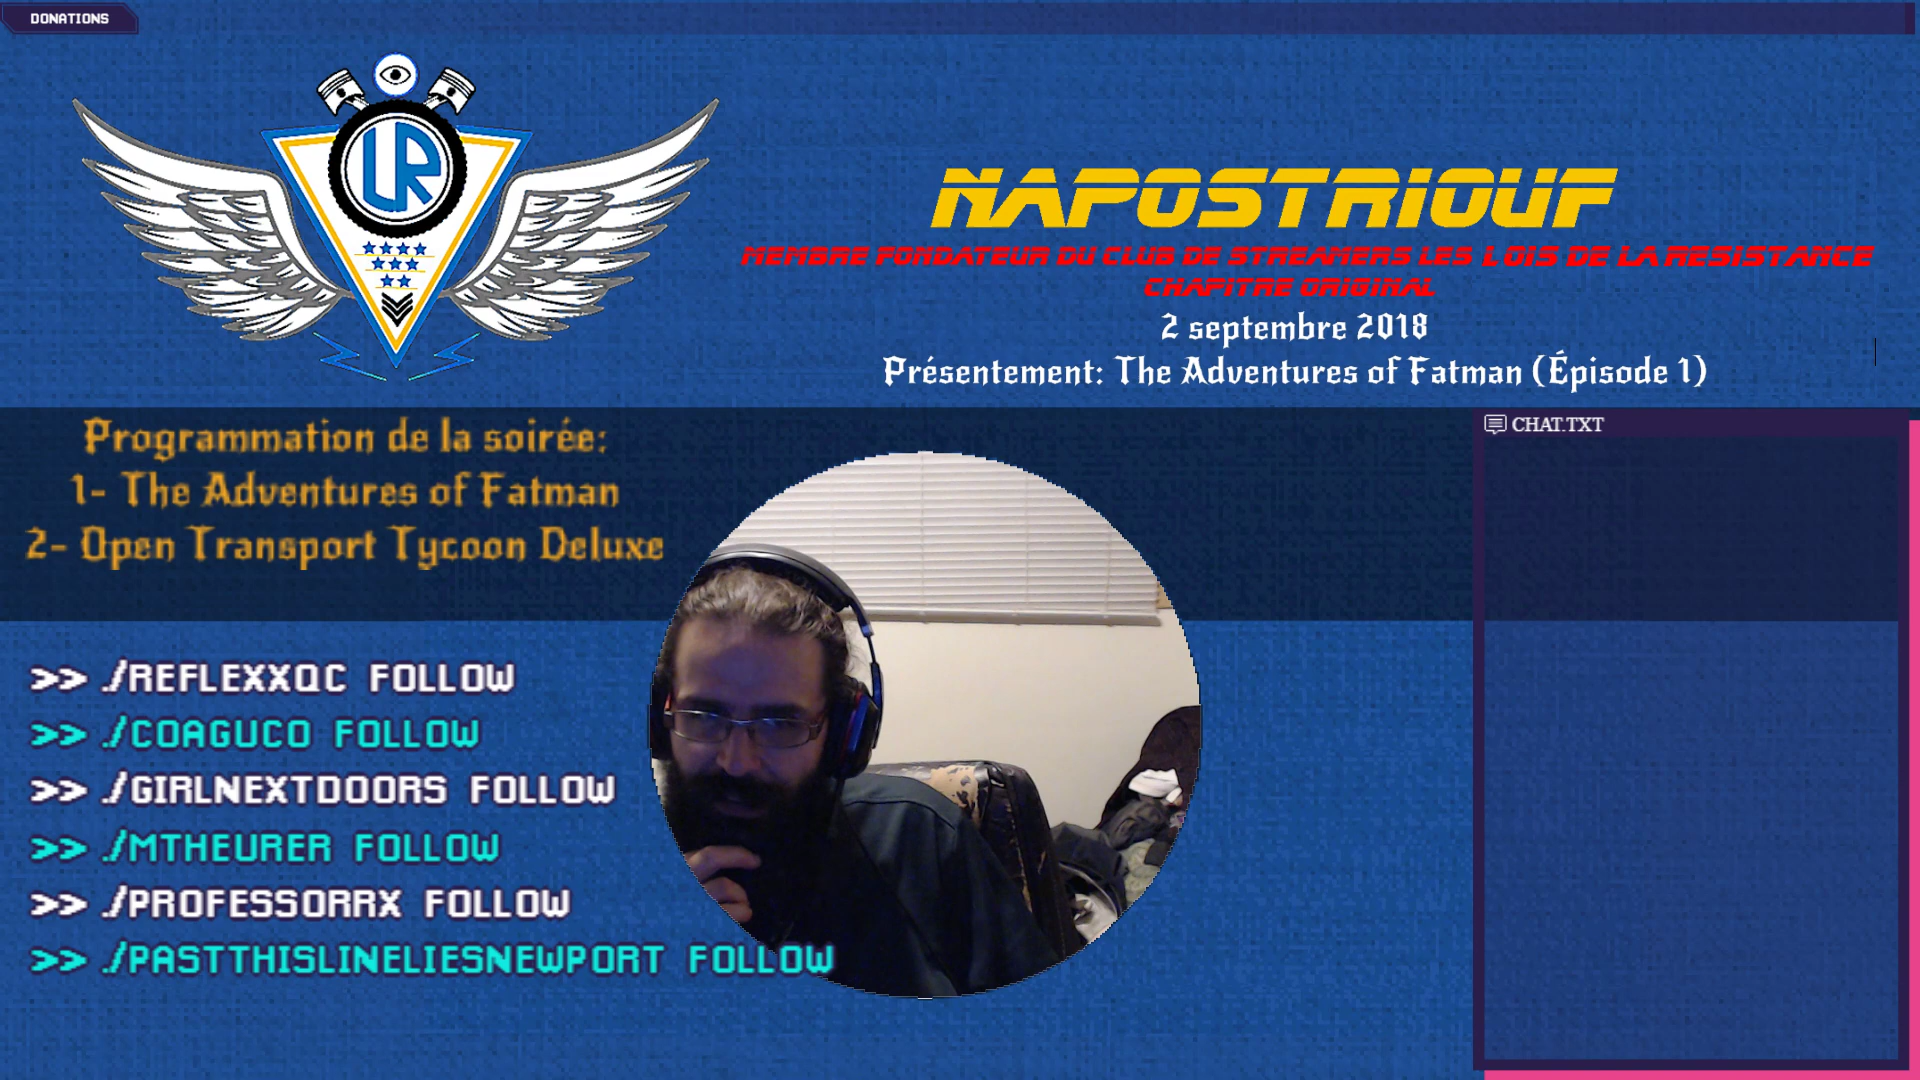 DONATIONS
LR
NAPOSTRIOUF
MEMBRE FONDATEUR DU CLUB DE STREAMERS LES LOIS DE LA RESISTANCE
CHAPITRE ORIGINAL
2 septembre 2018
Présentement: The Adventures of Fatman (Épisode 1)
Programmation de la soirée:
1- The Adventures of Fatman
2- Open Transport Tycoon Deluxe
CHAT.TXT
>> ./REFLEXXQC FOLLOW
>> ./COAGUCO FOLLOW
>> ./GIRLNEXTDOORS FOLLOW
>> ./MTHEURER FOLLOW
>> ./PROFESSORRX FOLLOW
>> ./PASTTHISLINELIESNEWPORT FOLLOW